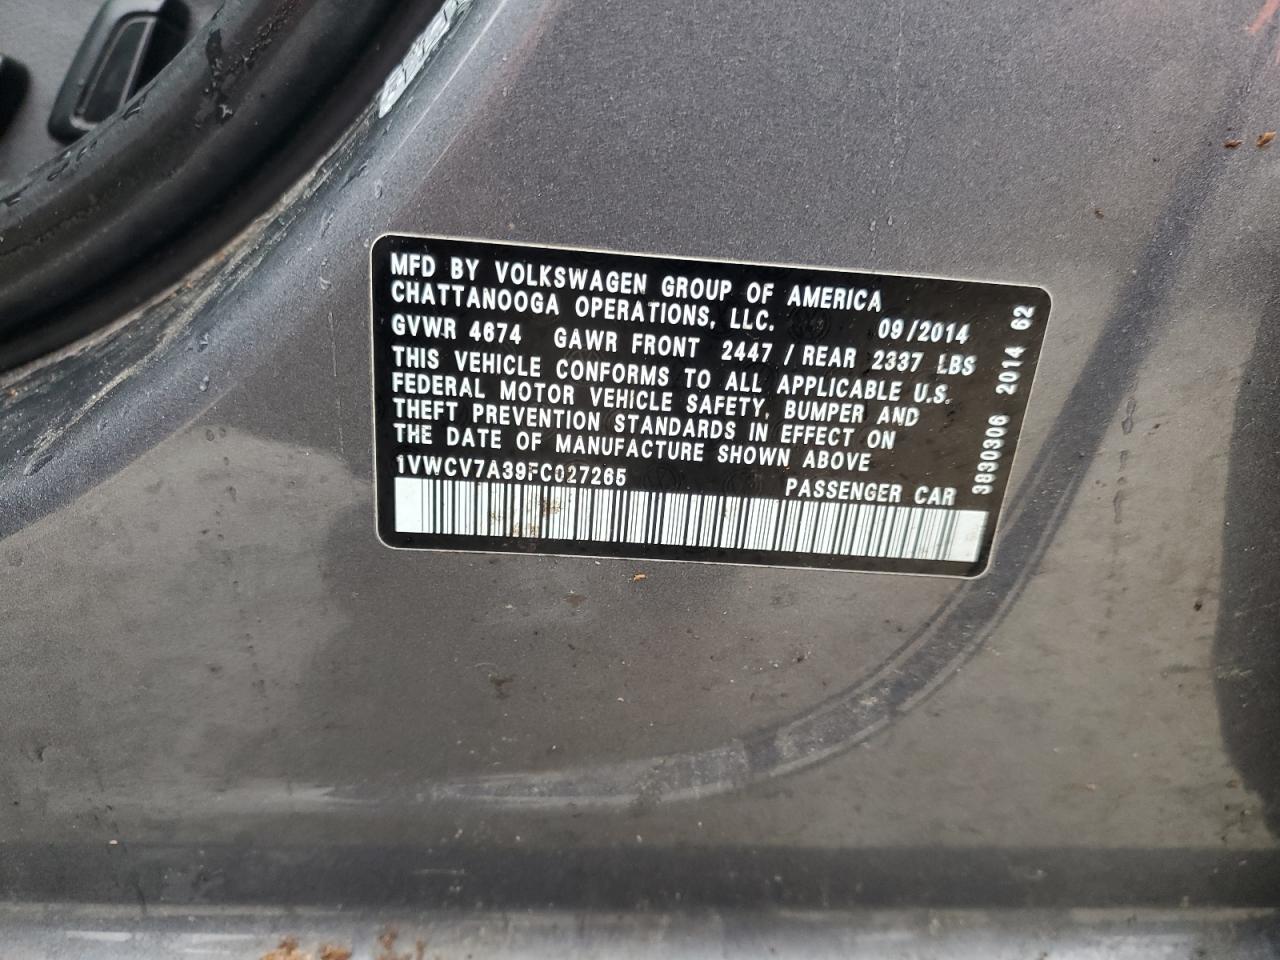 MFD BY VOLKSWAGEN GROUP OF AMERICA
CHATTANOOGA OPERATIONS, LLC. 09/2014
GVWR 4674 GAWR FRONT 2447 / REAR 2337 LBS
THIS VEHICLE CONFORMS TO ALL APPLICABLE U.S.
FEDERAL MOTOR VEHICLE SAFETY, BUMPER AND
THEFT PREVENTION STANDARDS IN EFFECT ON
THE DATE OF MANUFACTURE SHOWN ABOVE
1VWCV7A39FC027265 PASSENGER CAR
3830306 2014 62